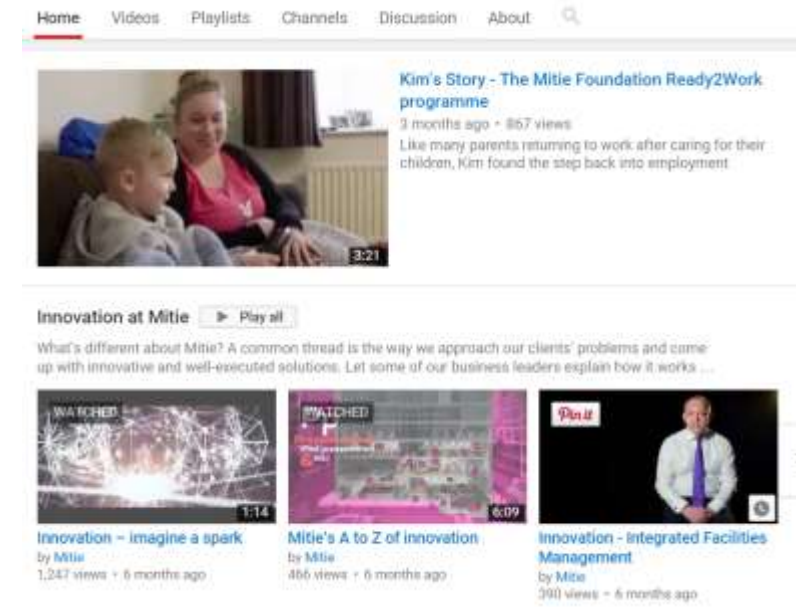 Home Videos Playlists Channels Discussion About
Kim's Story - The Mitie Foundation Ready2Work
programme
3 months ago • 867 views
Like many parents returning to work after caring for their
children, Kim found the step back into employment
3:21
Innovation at Mitie Play all
What's different about Mitie? A common thread is the way we approach our clients' problems and come
up with innovative and well-executed solutions. Let some of our business leaders explain how it works ...
WATCHED
1:14
Innovation – imagine a spark
by Mitie
1,247 views • 6 months ago
WATCHED
6:09
Mitie's A to Z of innovation
by Mitie
466 views • 6 months ago
Pin it
Innovation - Integrated Facilities
Management
by Mitie
390 views • 6 months ago